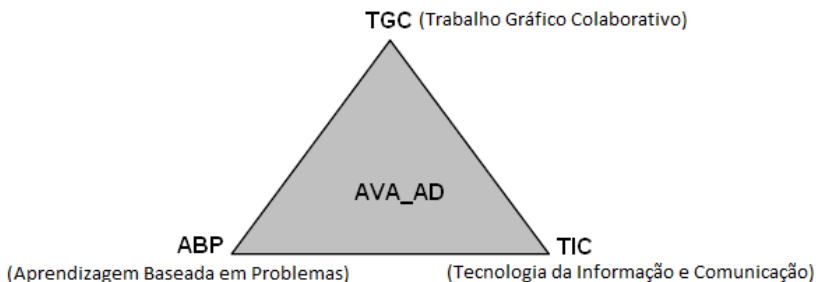 TGC (Trabalho Gráfico Colaborativo)
AVA_AD
ABP
TIC
(Aprendizagem Baseada em Problemas)
(Tecnologia da Informação e Comunicação)